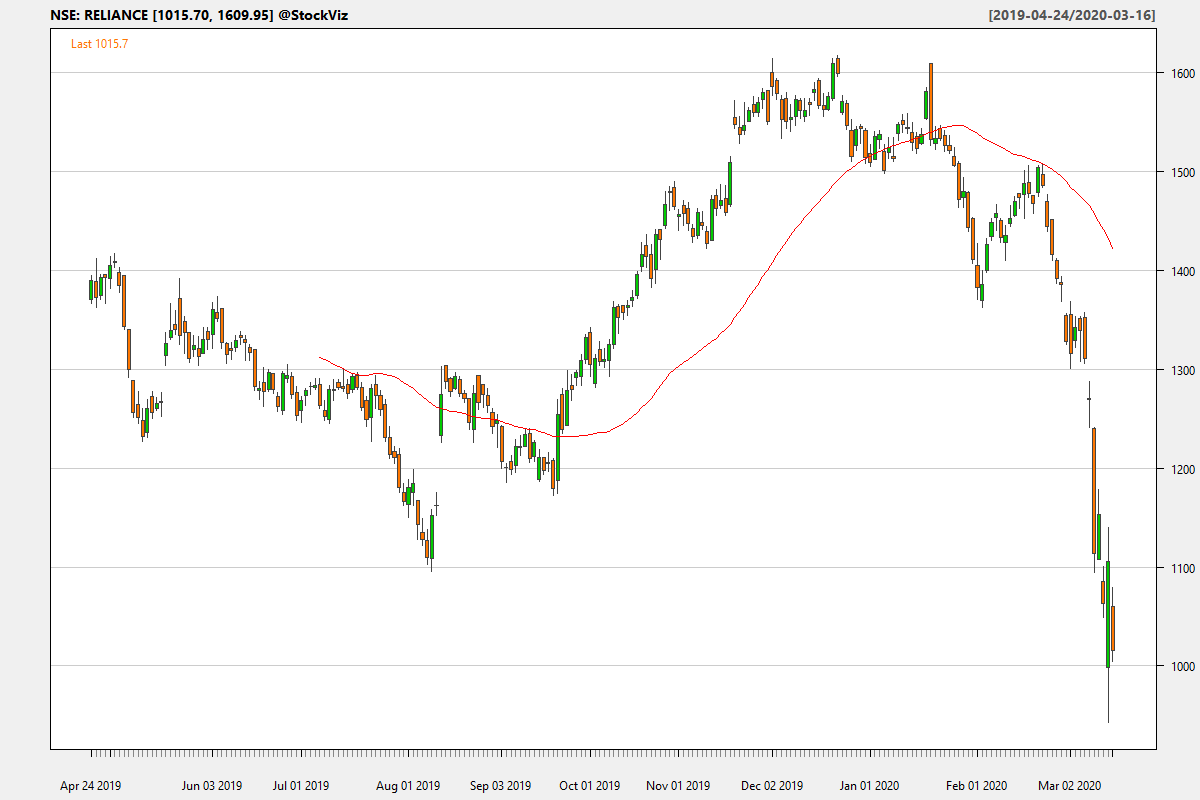 NSE: RELIANCE [1015.70, 1609.95] @StockViz [2019-04-24/2020-03-16]
Last 1015.7
1600
1500
1400
1300
1200
1100
1000
Apr 24 2019 Jun 03 2019 Jul 01 2019 Aug 01 2019 Sep 03 2019 Oct 01 2019 Nov 01 2019 Dec 02 2019 Jan 01 2020 Feb 01 2020 Mar 02 2020